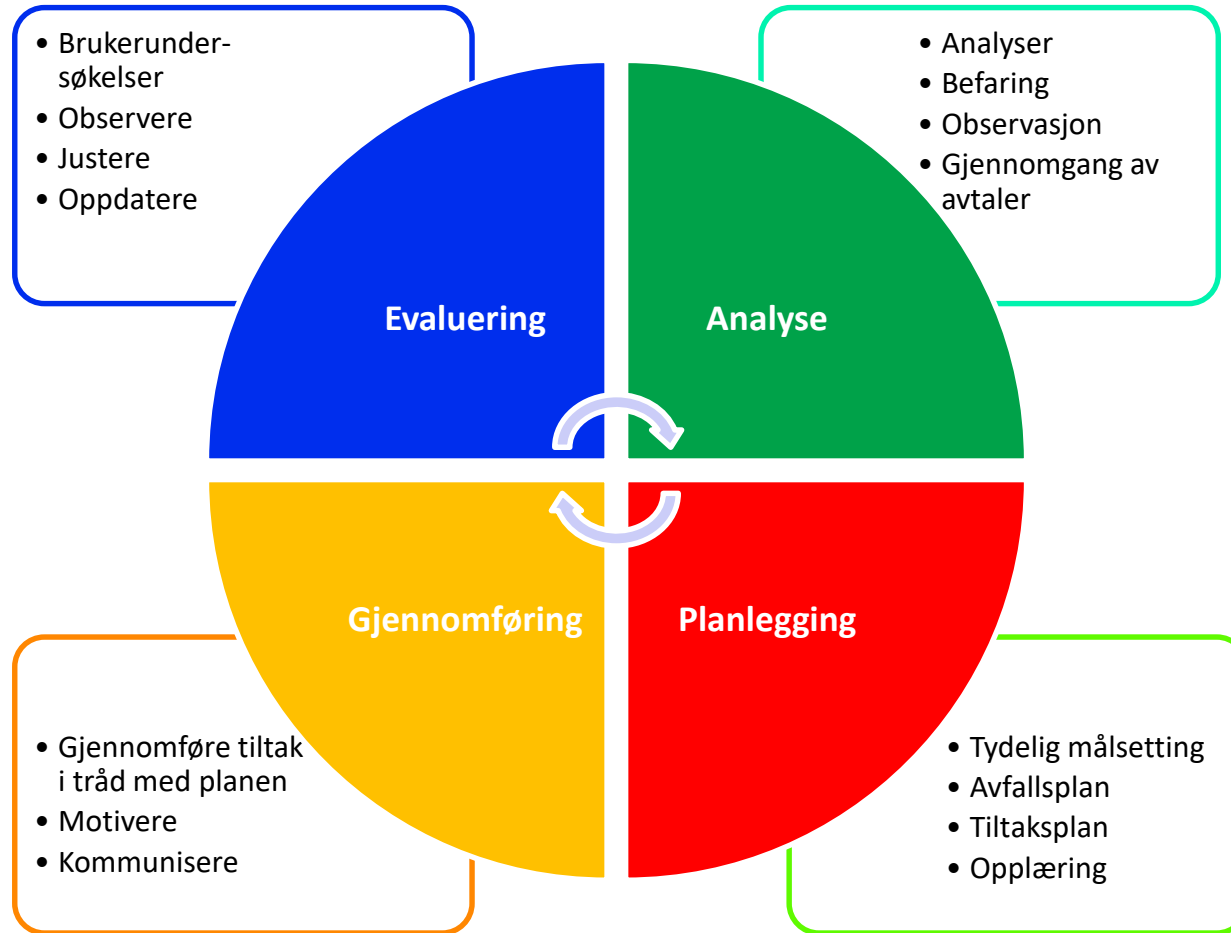 • Brukerunder-
søkelser
• Observere
• Justere
• Oppdatere
• Analyser
• Befaring
• Observasjon
• Gjennomgang av
avtaler
Evaluering
Analyse
Gjennomføring
Planlegging
• Gjennomføre tiltak
i tråd med planen
• Motivere
• Kommunisere
• Tydelig målsetting
• Avfallsplan
• Tiltaksplan
• Opplæring